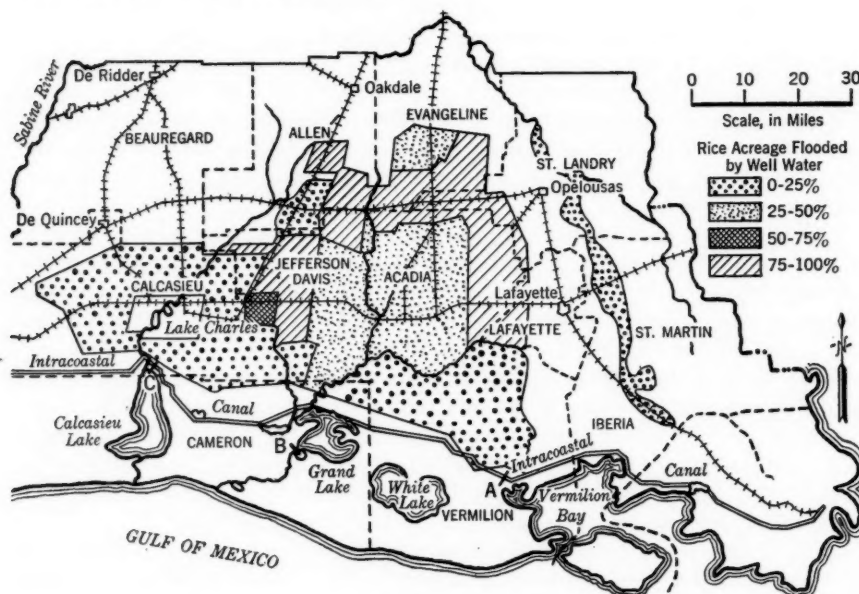 Sabine River
De Ridder
Oakdale
BEAUREGARD
ALLEN
EVANGELINE
ST. LANDRY
Opelousas
De Quincey
CALCASIEU
JEFFERSON
DAVIS
ACADIA
Lake Charles
Lafayette
LAFAYETTE
ST. MARTIN
Intracoastal
C
Canal
Calcasieu
Lake
CAMERON
B
Grand
Lake
White
Lake
A
VERMILION
Intracoastal
IBERIA
Canal
Vermilion
Bay
GULF OF MEXICO
0 10 20 30
Scale, in Miles
Rice Acreage Flooded
by Well Water
0-25%
25-50%
50-75%
75-100%